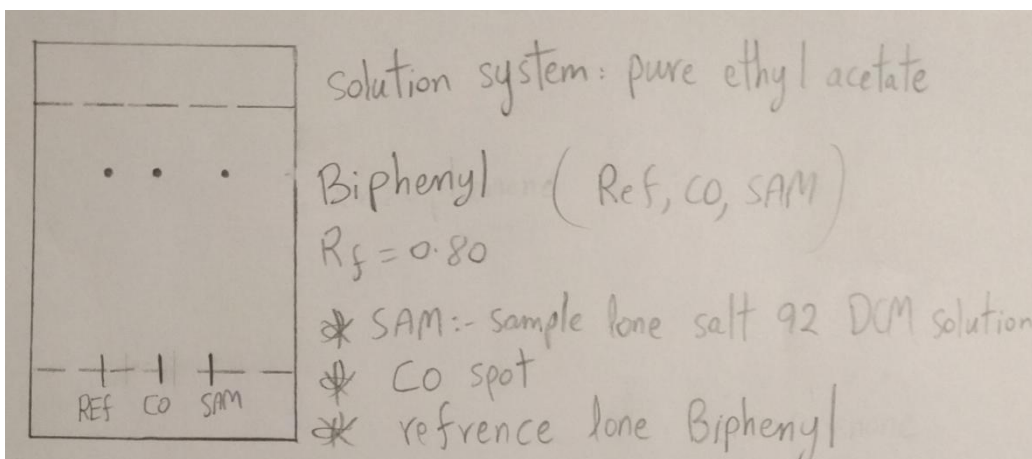 Solution system: pure ethyl acetate
Biphenyl (Ref, CO, SAM)
Rf = 0.80
* SAM:- sample lone salt 92 DCM solution
* CO spot
* refrence lone Biphenyl
REf CO SAM